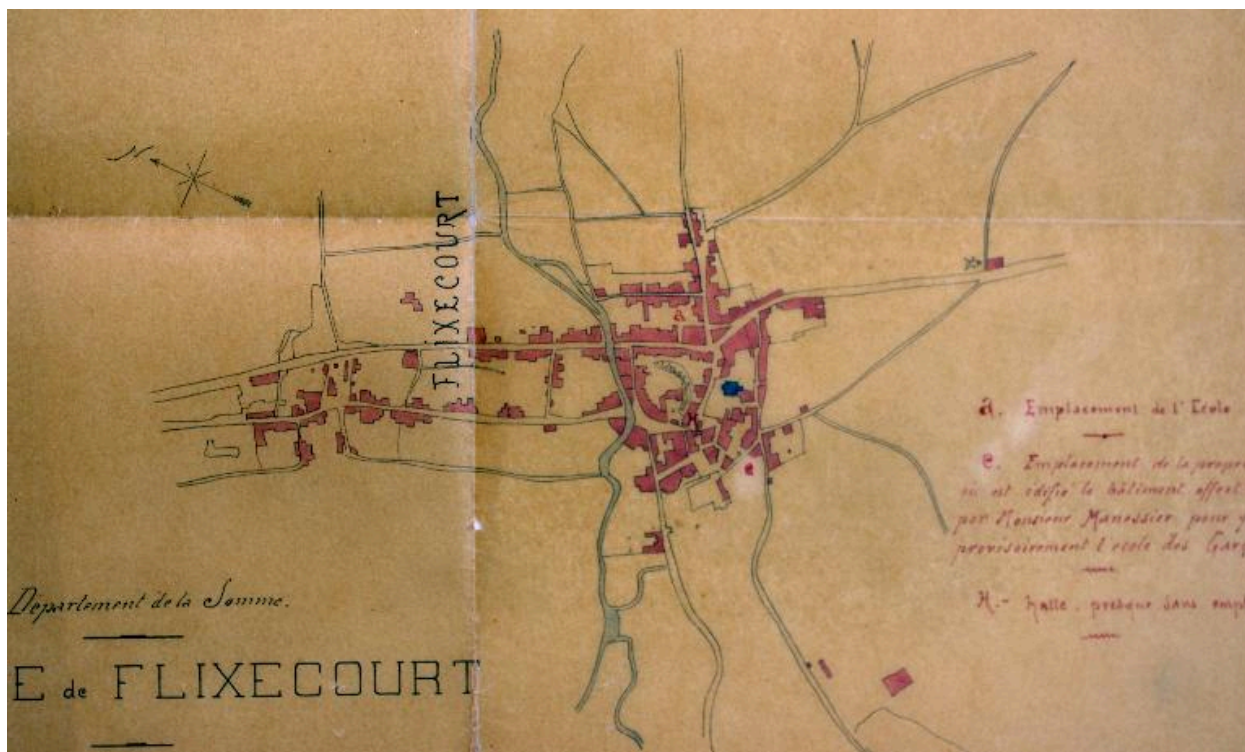 N
FLIXECOURT
a
H
e
a. Emplacement de l'Ecole
e. Emplacement de la propri
où est édifié le bâtiment affect
par Monsieur Manessier pour y
provisoirement l'école des Garç
H.- halle, presque sans empl
Département de la Somme.
E de FLIXECOURT